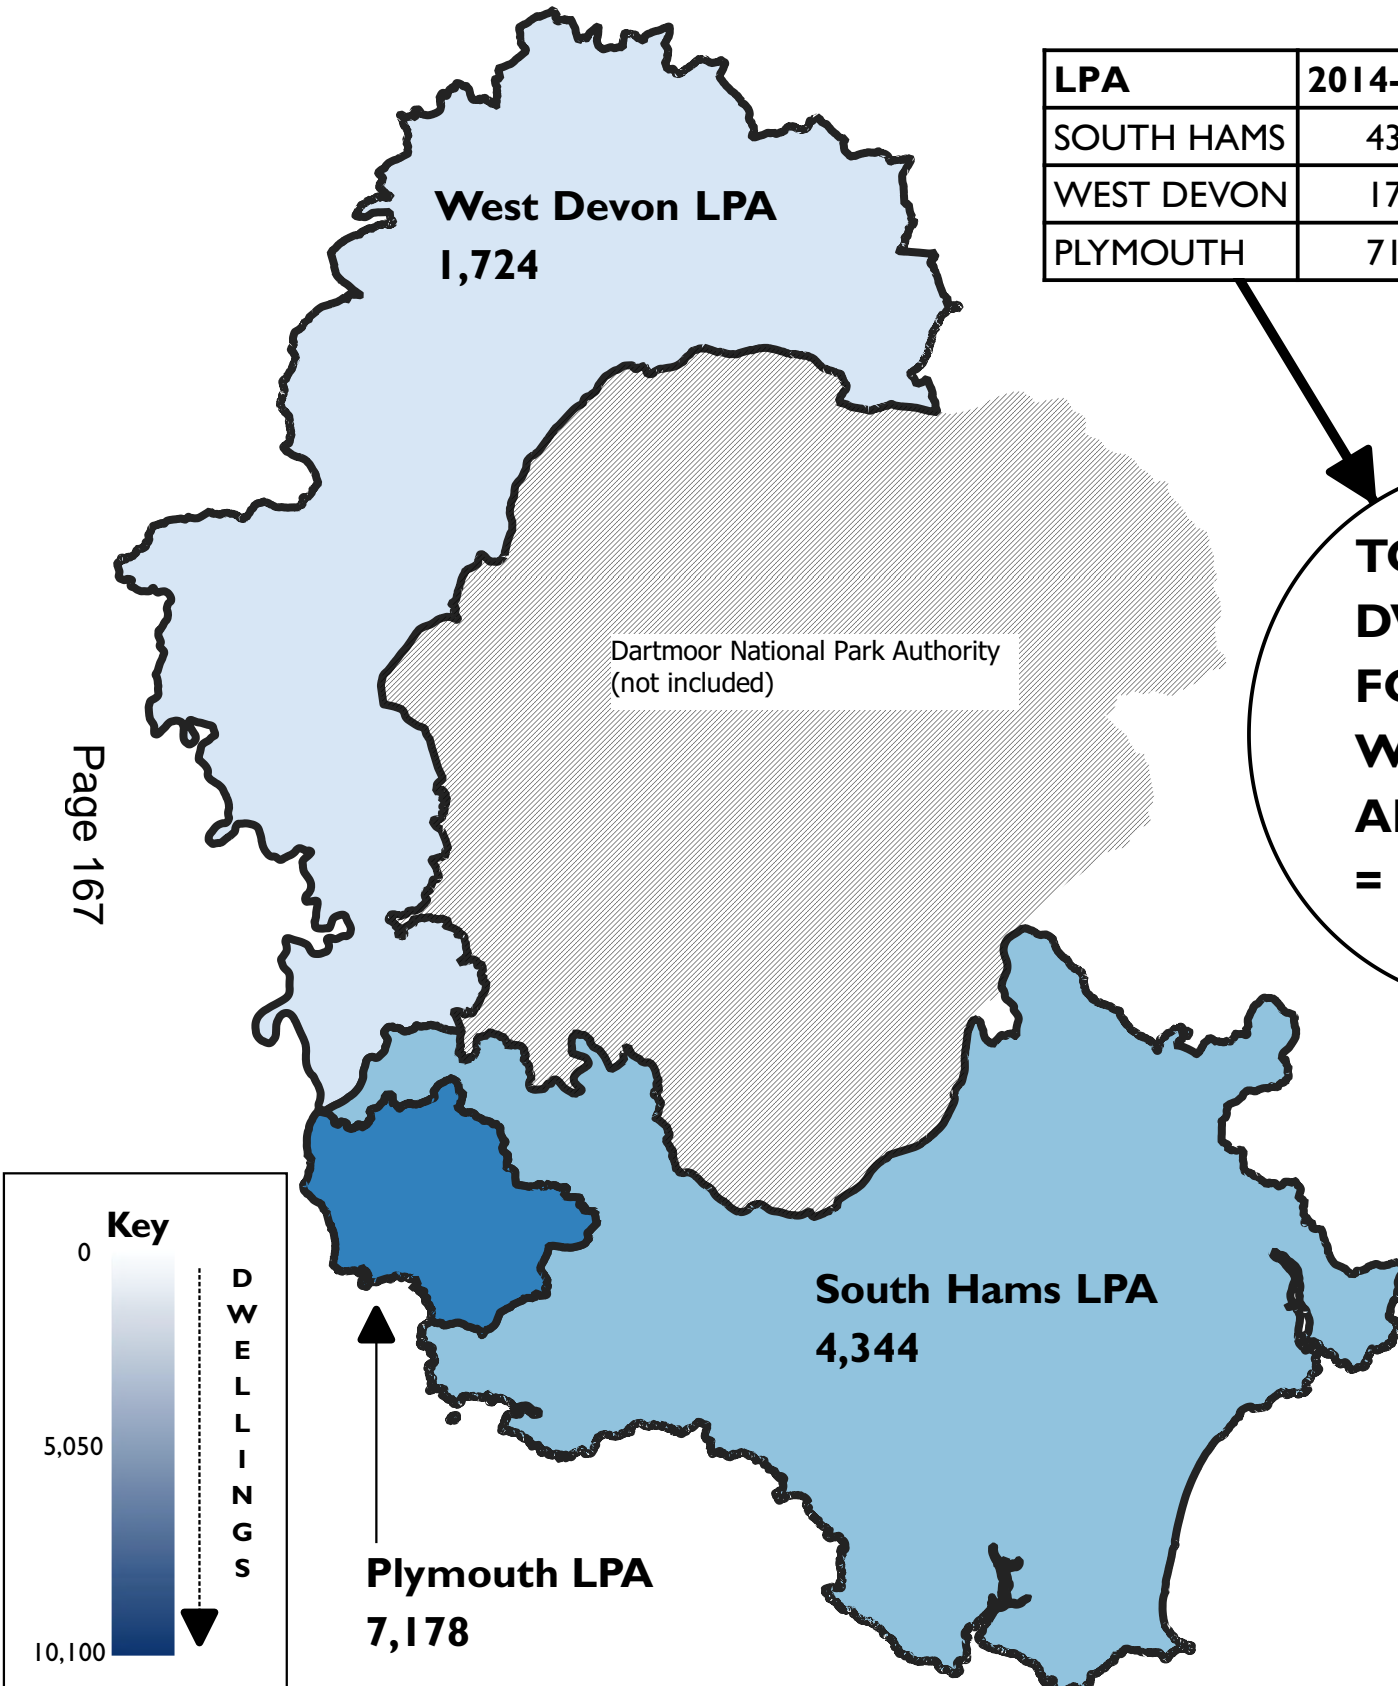 LPA 2014-
SOUTH HAMS 43
WEST DEVON 17
PLYMOUTH 71
West Devon LPA
1,724
Dartmoor National Park Authority
(not included)
Page 167
=
South Hams LPA
4,344
Plymouth LPA
7,178
Key
0
5,050
10,100
DWELLINGS